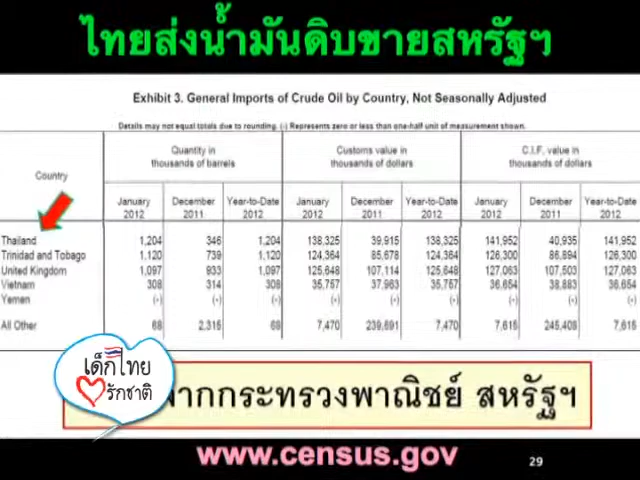 ไทยส่งน้ำมันดิบขายสหรัฐฯ
Exhibit 3. General Imports of Crude Oil by Country, Not Seasonally Adjusted
Details may not equal totals due to rounding. (-) Represents zero or less than one-half unit of measurement shown.
Country
Quantity in thousands of barrels
Customs value in thousands of dollars
C.I.F. value in thousands of dollars
January 2012 December 2011 Year-to-Date 2012 January 2012 December 2011 Year-to-Date 2012 January 2012 December 2011 Year-to-Date 2012
Thailand 1,204 346 1,204 138,325 39,915 138,325 141,952 40,935 141,952
Trinidad and Tobago 1,120 739 1,120 124,364 85,678 124,364 126,300 86,894 126,300
United Kingdom 1,097 933 1,097 125,648 107,114 125,648 127,063 107,503 127,063
Vietnam 308 314 308 35,757 37,963 35,757 36,654 38,883 36,654
Yemen (-) (-) (-) (-) (-) (-) (-) (-) (-)
All Other 68 2,315 68 7,470 239,691 7,470 7,615 245,408 7,615
เด็กไทย
รักชาติ
จากกระทรวงพาณิชย์ สหรัฐฯ
www.census.gov
29